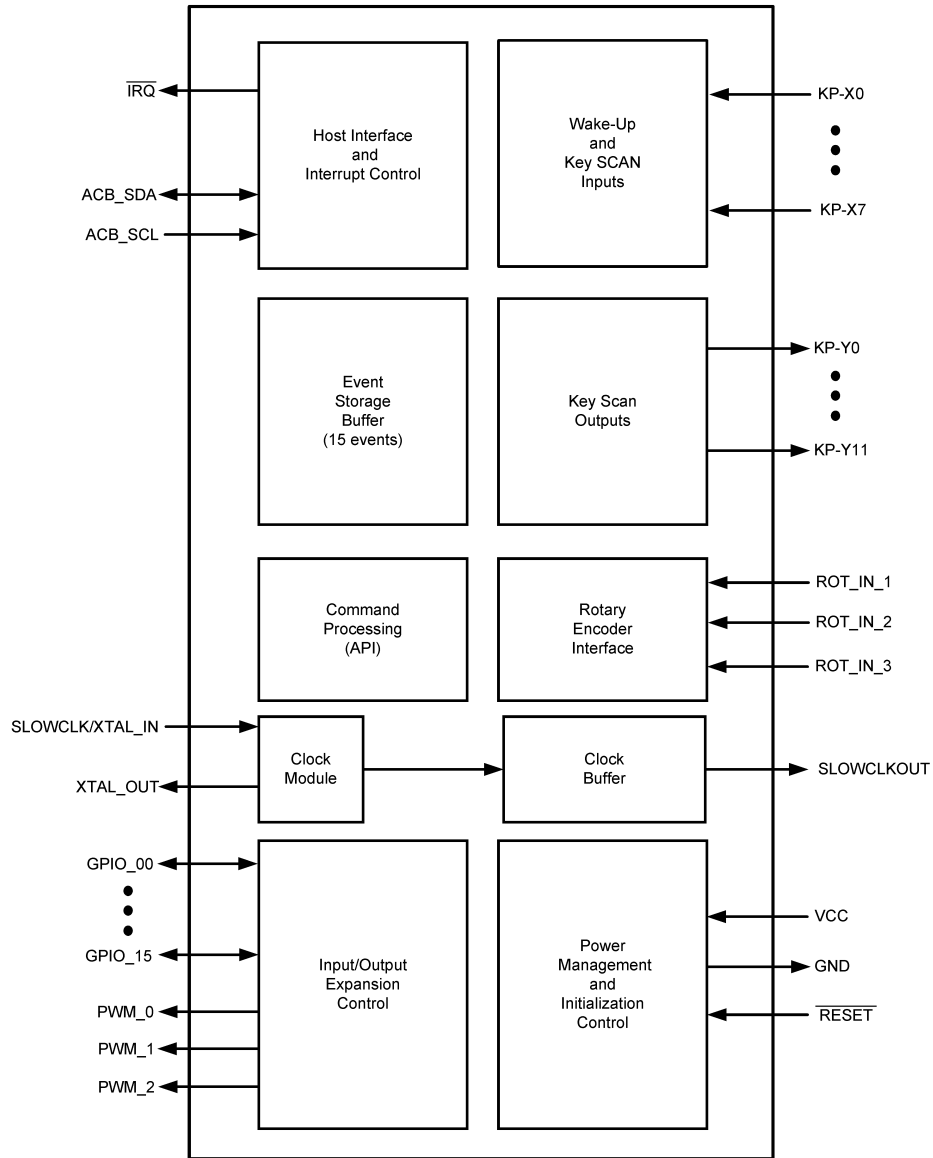 IRQ
ACB_SDA
ACB_SCL
Host Interface
and
Interrupt Control
Wake-Up
and
Key SCAN
Inputs
KP-X0
KP-X7
Event
Storage
Buffer
(15 events)
Key Scan
Outputs
KP-Y0
KP-Y11
Command
Processing
(API)
Rotary
Encoder
Interface
ROT_IN_1
ROT_IN_2
ROT_IN_3
SLOWCLK/XTAL_IN
XTAL_OUT
Clock
Module
Clock
Buffer
SLOWCLKOUT
GPIO_00
GPIO_15
PWM_0
PWM_1
PWM_2
Input/Output
Expansion
Control
Power
Management
and
Initialization
Control
VCC
GND
RESET